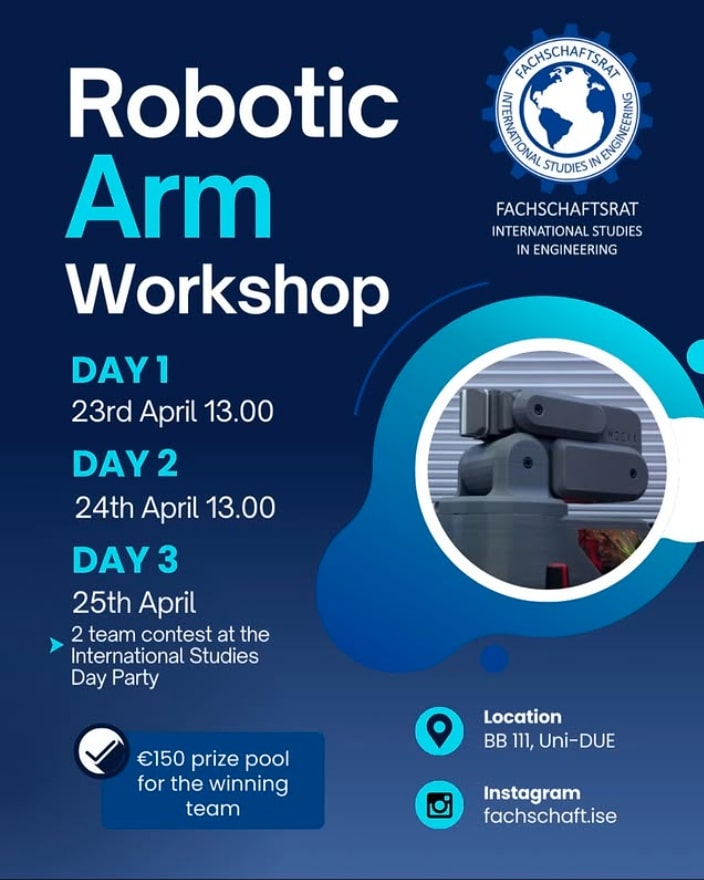 Robotic
Arm
Workshop
FACHSCHAFTSRAT
INTERNATIONAL STUDIES IN ENGINEERING
FACHSCHAFTSRAT
INTERNATIONAL STUDIES
IN ENGINEERING
DAY 1
23rd April 13.00
DAY 2
24th April 13.00
DAY 3
25th April
2 team contest at the
International Studies
Day Party
€150 prize pool
for the winning
team
Location
BB 111, Uni-DUE
Instagram
fachschaft.ise